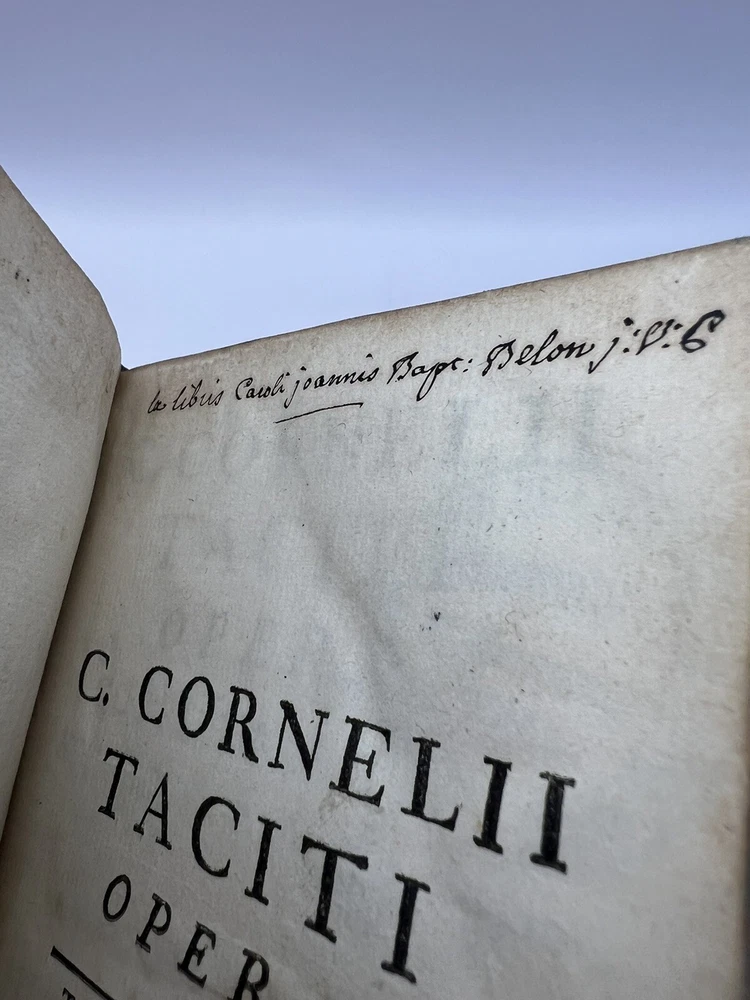 Ex libris Caroli joannis Bapt: Belon j: V: C
C. CORNELII
TACITI
OPER